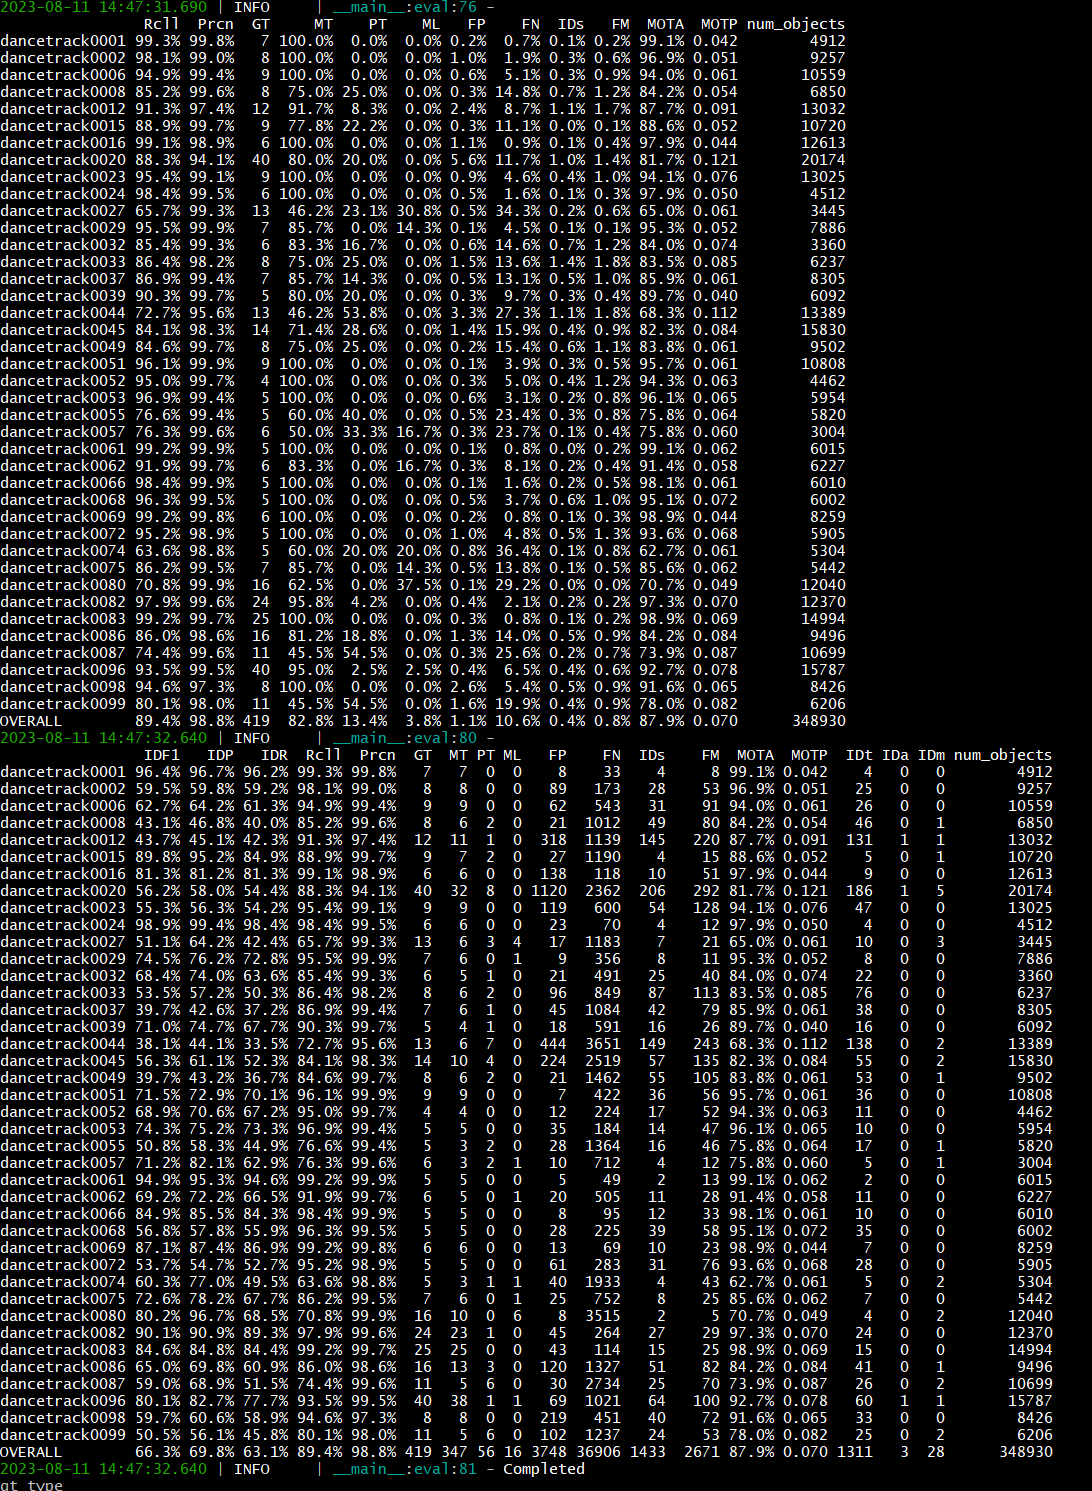 2023-08-11 14:47:31.690 | INFO     | __main__:eval:76 -
Rcll Prcn GT MT PT ML FP FN IDs FM MOTA MOTP num_objects
dancetrack0001 99.3% 99.8% 7 100.0% 0.0% 0.0% 0.2% 0.7% 0.1% 0.2% 99.1% 0.042 4912
dancetrack0002 98.1% 99.0% 8 100.0% 0.0% 0.0% 1.0% 1.9% 0.3% 0.6% 96.9% 0.051 9257
dancetrack0006 94.9% 99.4% 9 100.0% 0.0% 0.0% 0.6% 5.1% 0.3% 0.9% 94.0% 0.061 10559
dancetrack0008 85.2% 99.6% 8 75.0% 25.0% 0.0% 0.3% 14.8% 0.7% 1.2% 84.2% 0.054 6850
dancetrack0012 91.3% 97.4% 12 91.7% 8.3% 0.0% 2.4% 8.7% 1.1% 1.7% 87.7% 0.091 13032
dancetrack0015 88.9% 99.7% 9 77.8% 22.2% 0.0% 0.3% 11.1% 0.0% 0.1% 88.6% 0.052 10720
dancetrack0016 99.1% 98.9% 6 100.0% 0.0% 0.0% 1.1% 0.9% 0.1% 0.4% 97.9% 0.044 12613
dancetrack0020 88.3% 94.1% 40 80.0% 20.0% 0.0% 5.6% 11.7% 1.0% 1.4% 81.7% 0.121 20174
dancetrack0023 95.4% 99.1% 9 100.0% 0.0% 0.0% 0.9% 4.6% 0.4% 1.0% 94.1% 0.076 13025
dancetrack0024 98.4% 99.5% 6 100.0% 0.0% 0.0% 0.5% 1.6% 0.1% 0.3% 97.9% 0.050 4512
dancetrack0027 65.7% 99.3% 13 46.2% 23.1% 30.8% 0.5% 34.3% 0.2% 0.6% 65.0% 0.061 3445
dancetrack0029 95.5% 99.9% 7 85.7% 0.0% 14.3% 0.1% 4.5% 0.1% 0.1% 95.3% 0.052 7886
dancetrack0032 85.4% 99.3% 6 83.3% 16.7% 0.0% 0.6% 14.6% 0.7% 1.2% 84.0% 0.074 3360
dancetrack0033 86.4% 98.2% 8 75.0% 25.0% 0.0% 1.5% 13.6% 1.4% 1.8% 83.5% 0.085 6237
dancetrack0037 86.9% 99.4% 7 85.7% 14.3% 0.0% 0.5% 13.1% 0.5% 1.0% 85.9% 0.061 8305
dancetrack0039 90.3% 99.7% 5 80.0% 20.0% 0.0% 0.3% 9.7% 0.3% 0.4% 89.7% 0.040 6092
dancetrack0044 72.7% 95.6% 13 46.2% 53.8% 0.0% 3.3% 27.3% 1.1% 1.8% 68.3% 0.112 13389
dancetrack0045 84.1% 98.3% 14 71.4% 28.6% 0.0% 1.4% 15.9% 0.4% 0.9% 82.3% 0.084 15830
dancetrack0049 84.6% 99.7% 8 75.0% 25.0% 0.0% 0.2% 15.4% 0.6% 1.1% 83.8% 0.061 9502
dancetrack0051 96.1% 99.9% 9 100.0% 0.0% 0.0% 0.1% 3.9% 0.3% 0.5% 95.7% 0.061 10808
dancetrack0052 95.0% 99.7% 4 100.0% 0.0% 0.0% 0.3% 5.0% 0.4% 1.2% 94.3% 0.063 4462
dancetrack0053 96.9% 99.4% 5 100.0% 0.0% 0.0% 0.6% 3.1% 0.2% 0.8% 96.1% 0.065 5954
dancetrack0055 76.6% 99.4% 5 60.0% 40.0% 0.0% 0.5% 23.4% 0.3% 0.8% 75.8% 0.064 5820
dancetrack0057 76.3% 99.6% 6 50.0% 33.3% 16.7% 0.3% 23.7% 0.1% 0.4% 75.8% 0.060 3004
dancetrack0061 99.2% 99.9% 5 100.0% 0.0% 0.0% 0.1% 0.8% 0.0% 0.2% 99.1% 0.062 6015
dancetrack0062 91.9% 99.7% 6 83.3% 0.0% 16.7% 0.3% 8.1% 0.2% 0.4% 91.4% 0.058 6227
dancetrack0066 98.4% 99.9% 5 100.0% 0.0% 0.0% 0.1% 1.6% 0.2% 0.5% 98.1% 0.061 6010
dancetrack0068 96.3% 99.5% 5 100.0% 0.0% 0.0% 0.5% 3.7% 0.6% 1.0% 95.1% 0.072 6002
dancetrack0069 99.2% 99.8% 6 100.0% 0.0% 0.0% 0.2% 0.8% 0.1% 0.3% 98.9% 0.044 8259
dancetrack0072 95.2% 98.9% 5 100.0% 0.0% 0.0% 1.0% 4.8% 0.5% 1.3% 93.6% 0.068 5905
dancetrack0074 63.6% 98.8% 5 60.0% 20.0% 20.0% 0.8% 36.4% 0.1% 0.8% 62.7% 0.061 5304
dancetrack0075 86.2% 99.5% 7 85.7% 0.0% 14.3% 0.5% 13.8% 0.1% 0.5% 85.6% 0.062 5442
dancetrack0080 70.8% 99.9% 16 62.5% 0.0% 37.5% 0.1% 29.2% 0.0% 0.0% 70.7% 0.049 12040
dancetrack0082 97.9% 99.6% 24 95.8% 4.2% 0.0% 0.4% 2.1% 0.2% 0.2% 97.3% 0.070 12370
dancetrack0083 99.2% 99.7% 25 100.0% 0.0% 0.0% 0.3% 0.8% 0.1% 0.2% 98.9% 0.069 14994
dancetrack0086 86.0% 98.6% 16 81.2% 18.8% 0.0% 1.3% 14.0% 0.5% 0.9% 84.2% 0.084 9496
dancetrack0087 74.4% 99.6% 11 45.5% 54.5% 0.0% 0.3% 25.6% 0.2% 0.7% 73.9% 0.087 10699
dancetrack0096 93.5% 99.5% 40 95.0% 2.5% 2.5% 0.4% 6.5% 0.4% 0.6% 92.7% 0.078 15787
dancetrack0098 94.6% 97.3% 8 100.0% 0.0% 0.0% 2.6% 5.4% 0.5% 0.9% 91.6% 0.065 8426
dancetrack0099 80.1% 98.0% 11 45.5% 54.5% 0.0% 1.6% 19.9% 0.4% 0.9% 78.0% 0.082 6206
OVERALL 89.4% 98.8% 419 82.8% 13.4% 3.8% 1.1% 10.6% 0.4% 0.8% 87.9% 0.070 348930
2023-08-11 14:47:32.640 | INFO     | __main__:eval:80 -
IDF1 IDP IDR Rcll Prcn GT MT PT ML FP FN IDs FM MOTA MOTP IDt IDa IDm num_objects
dancetrack0001 96.4% 96.7% 96.2% 99.3% 99.8% 7 7 0 0 8 33 4 8 99.1% 0.042 4 0 0 4912
dancetrack0002 59.5% 59.8% 59.2% 98.1% 99.0% 8 8 0 0 89 173 28 53 96.9% 0.051 25 0 0 9257
dancetrack0006 62.7% 64.2% 61.3% 94.9% 99.4% 9 9 0 0 62 543 31 91 94.0% 0.061 26 0 0 10559
dancetrack0008 43.1% 46.8% 40.0% 85.2% 99.6% 8 6 2 0 21 1012 49 80 84.2% 0.054 46 0 1 6850
dancetrack0012 43.7% 45.1% 42.3% 91.3% 97.4% 12 11 1 0 318 1139 145 220 87.7% 0.091 131 1 1 13032
dancetrack0015 89.8% 95.2% 84.9% 88.9% 99.7% 9 7 2 0 27 1190 4 15 88.6% 0.052 5 0 1 10720
dancetrack0016 81.3% 81.2% 81.3% 99.1% 98.9% 6 6 0 0 138 118 10 51 97.9% 0.044 9 0 0 12613
dancetrack0020 56.2% 58.0% 54.4% 88.3% 94.1% 40 32 8 0 1120 2362 206 292 81.7% 0.121 186 1 5 20174
dancetrack0023 55.3% 56.3% 54.2% 95.4% 99.1% 9 9 0 0 119 600 54 128 94.1% 0.076 47 0 0 13025
dancetrack0024 98.9% 99.4% 98.4% 98.4% 99.5% 6 6 0 0 23 70 4 12 97.9% 0.050 4 0 0 4512
dancetrack0027 51.1% 64.2% 42.4% 65.7% 99.3% 13 6 3 4 17 1183 7 21 65.0% 0.061 10 0 3 3445
dancetrack0029 74.5% 76.2% 72.8% 95.5% 99.9% 7 6 0 1 9 356 8 11 95.3% 0.052 8 0 0 7886
dancetrack0032 68.4% 74.0% 63.6% 85.4% 99.3% 6 5 1 0 21 491 25 40 84.0% 0.074 22 0 0 3360
dancetrack0033 53.5% 57.2% 50.3% 86.4% 98.2% 8 6 2 0 96 849 87 113 83.5% 0.085 76 0 0 6237
dancetrack0037 39.7% 42.6% 37.2% 86.9% 99.4% 7 6 1 0 45 1084 42 79 85.9% 0.061 38 0 0 8305
dancetrack0039 71.0% 74.7% 67.7% 90.3% 99.7% 5 4 1 0 18 591 16 26 89.7% 0.040 16 0 0 6092
dancetrack0044 38.1% 44.1% 33.5% 72.7% 95.6% 13 6 7 0 444 3651 149 243 68.3% 0.112 138 0 2 13389
dancetrack0045 56.3% 61.1% 52.3% 84.1% 98.3% 14 10 4 0 224 2519 57 135 82.3% 0.084 55 0 2 15830
dancetrack0049 39.7% 43.2% 36.7% 84.6% 99.7% 8 6 2 0 21 1462 55 105 83.8% 0.061 53 0 1 9502
dancetrack0051 71.5% 72.9% 70.1% 96.1% 99.9% 9 9 0 0 7 422 36 56 95.7% 0.061 36 0 0 10808
dancetrack0052 68.9% 70.6% 67.2% 95.0% 99.7% 4 4 0 0 12 224 17 52 94.3% 0.063 11 0 0 4462
dancetrack0053 74.3% 75.2% 73.3% 96.9% 99.4% 5 5 0 0 35 184 14 47 96.1% 0.065 10 0 0 5954
dancetrack0055 50.8% 58.3% 44.9% 76.6% 99.4% 5 3 2 0 28 1364 16 46 75.8% 0.064 17 0 1 5820
dancetrack0057 71.2% 82.1% 62.9% 76.3% 99.6% 6 3 2 1 10 712 4 12 75.8% 0.060 5 0 1 3004
dancetrack0061 94.9% 95.3% 94.6% 99.2% 99.9% 5 5 0 0 5 49 2 13 99.1% 0.062 2 0 0 6015
dancetrack0062 69.2% 72.2% 66.5% 91.9% 99.7% 6 5 0 1 20 505 11 28 91.4% 0.058 11 0 0 6227
dancetrack0066 84.9% 85.5% 84.3% 98.4% 99.9% 5 5 0 0 8 95 12 33 98.1% 0.061 10 0 0 6010
dancetrack0068 56.8% 57.8% 55.9% 96.3% 99.5% 5 5 0 0 28 225 39 58 95.1% 0.072 35 0 0 6002
dancetrack0069 87.1% 87.4% 86.9% 99.2% 99.8% 6 6 0 0 13 69 10 23 98.9% 0.044 7 0 0 8259
dancetrack0072 53.7% 54.7% 52.7% 95.2% 98.9% 5 5 0 0 61 283 31 76 93.6% 0.068 28 0 0 5905
dancetrack0074 60.3% 77.0% 49.5% 63.6% 98.8% 5 3 1 1 40 1933 4 43 62.7% 0.061 5 0 2 5304
dancetrack0075 72.6% 78.2% 67.7% 86.2% 99.5% 7 6 0 1 25 752 8 25 85.6% 0.062 7 0 0 5442
dancetrack0080 80.2% 96.7% 68.5% 70.8% 99.9% 16 10 0 6 8 3515 2 5 70.7% 0.049 4 0 2 12040
dancetrack0082 90.1% 90.9% 89.3% 97.9% 99.6% 24 23 1 0 45 264 27 29 97.3% 0.070 24 0 0 12370
dancetrack0083 84.6% 84.8% 84.4% 99.2% 99.7% 25 25 0 0 43 114 15 25 98.9% 0.069 15 0 0 14994
dancetrack0086 65.0% 69.8% 60.9% 86.0% 98.6% 16 13 3 0 120 1327 51 82 84.2% 0.084 41 0 1 9496
dancetrack0087 59.0% 68.9% 51.5% 74.4% 99.6% 11 5 6 0 30 2734 25 70 73.9% 0.087 26 0 2 10699
dancetrack0096 80.1% 82.7% 77.7% 93.5% 99.5% 40 38 1 1 69 1021 64 100 92.7% 0.078 60 1 1 15787
dancetrack0098 59.7% 60.6% 58.9% 94.6% 97.3% 8 8 0 0 219 451 40 72 91.6% 0.065 33 0 0 8426
dancetrack0099 50.5% 56.1% 45.8% 80.1% 98.0% 11 5 6 0 102 1237 24 53 78.0% 0.082 25 0 2 6206
OVERALL 66.3% 69.8% 63.1% 89.4% 98.8% 419 347 56 16 3748 36906 1433 2671 87.9% 0.070 1311 3 28 348930
2023-08-11 14:47:32.640 | INFO     | __main__:eval:81 - Completed
gt_type